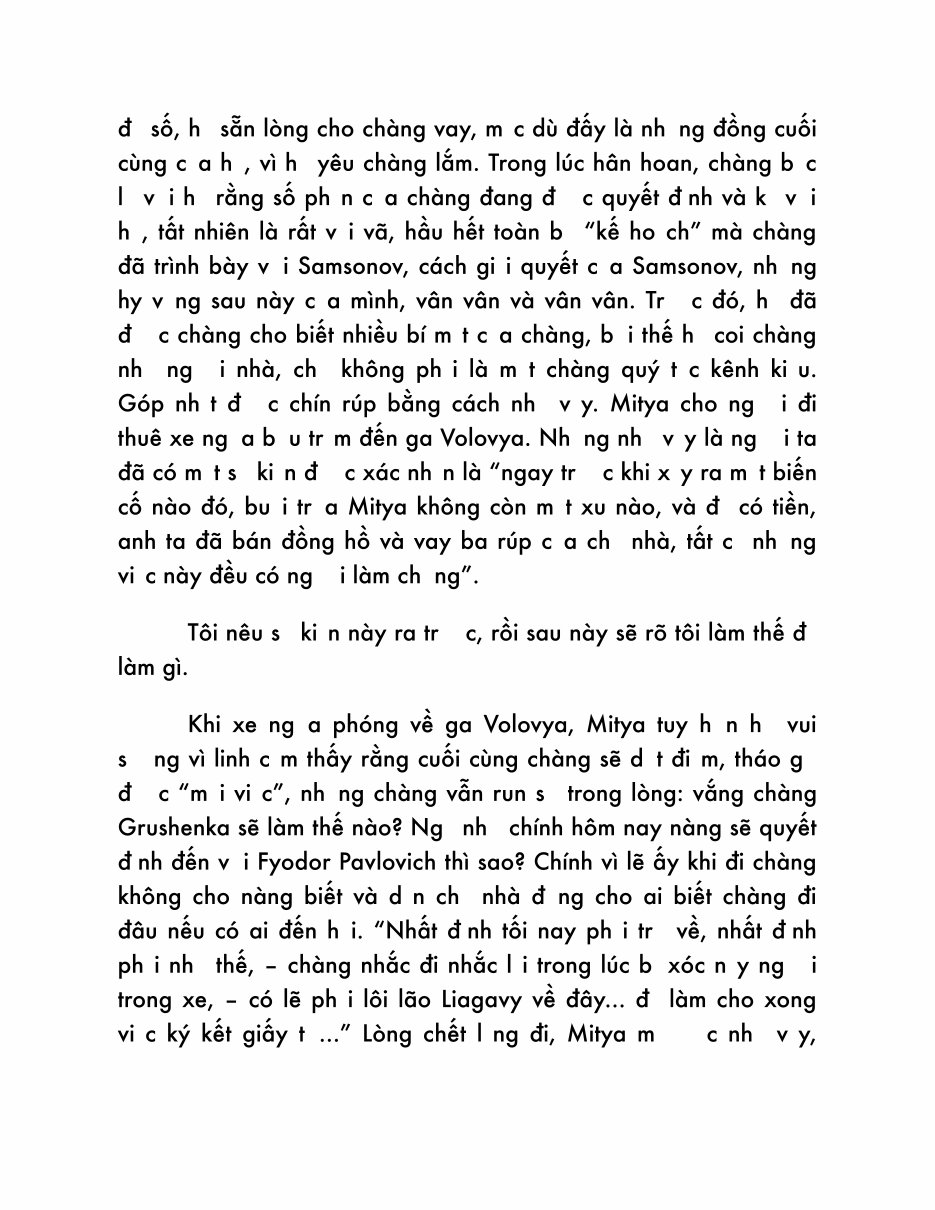 đ số, h sẵn lòng cho chàng vay, m c dù đấy là nh ng đồng cuối
cùng c a h , vì h yêu chàng lắm. Trong lúc hân hoan, chàng b c
l v i h rằng số ph n c a chàng đang đ c quyết đ nh và k v i
h , tất nhiên là rất v i vã, hầu hết toàn b “kế ho ch” mà chàng
đã trình bày v i Samsonov, cách gi i quyết c a Samsonov, nh ng
hy v ng sau này c a mình, vân vân và vân vân. Tr c đó, h đã
đ c chàng cho biết nhiều bí m t c a chàng, b i thế h coi chàng
nh ng i nhà, ch không ph i là m t chàng quý t c kênh ki u.
Góp nh t đ c chín rúp bằng cách nh v y. Mitya cho ng i đi
thuê xe ng a b u tr m đến ga Volovya. Nh ng nh v y là ng i ta
đã có m t s ki n đ c xác nh n là “ngay tr c khi x y ra m t biến
cố nào đó, bu i tr a Mitya không còn m t xu nào, và đ có tiền,
anh ta đã bán đồng hồ và vay ba rúp c a ch nhà, tất c nh ng
vi c này đều có ng i làm ch ng”.
Tôi nêu s ki n này ra tr c, rồi sau này sẽ rõ tôi làm thế đ
làm gì.
Khi xe ng a phóng về ga Volovya, Mitya tuy h n h vui
s ng vì linh c m thấy rằng cuối cùng chàng sẽ d t đi m, tháo g
đ c “m i vi c”, nh ng chàng vẫn run s trong lòng: vắng chàng
Grushenka sẽ làm thế nào? Ng nh chính hôm nay nàng sẽ quyết
đ nh đến v i Fyodor Pavlovich thì sao? Chính vì lẽ ấy khi đi chàng
không cho nàng biết và d n ch nhà đ ng cho ai biết chàng đi
đâu nếu có ai đến h i. “Nhất đ nh tối nay ph i tr về, nhất đ nh
ph i nh thế, – chàng nhắc đi nhắc l i trong lúc b xóc n y ng i
trong xe, – có lẽ ph i lôi lão Liagavy về đây... đ làm cho xong
vi c ký kết giấy t ...” Lòng chết l ng đi, Mitya m c nh v y,